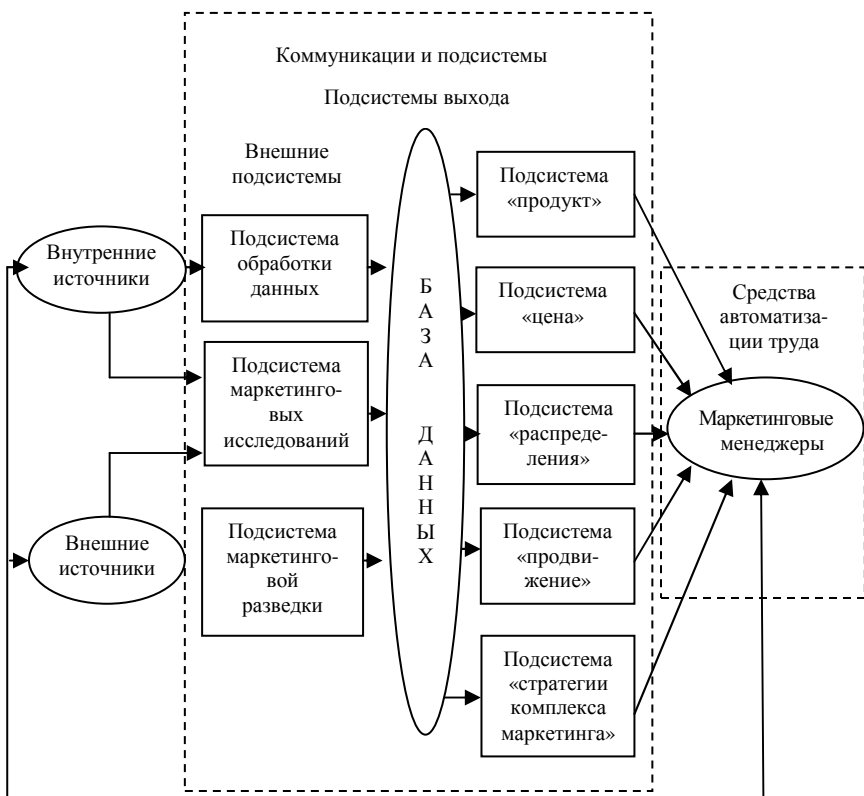 Коммуникации и подсистемы
Подсистемы выхода
Внешние
подсистемы
Внутренние
источники
Внешние
источники
Подсистема
обработки
данных
Подсистема
маркетинго-
вых
исследований
Подсистема
маркетинго-
вой
разведки
Б
А
З
А
Д
А
Н
Н
Ы
Х
Подсистема
«продукт»
Подсистема
«цена»
Подсистема
«распреде-
ления»
Подсистема
«продви-
жение»
Подсистема
«стратегии
комплекса
маркетинга»
Средства
автоматиза-
ции труда
Маркетинговые
менеджеры